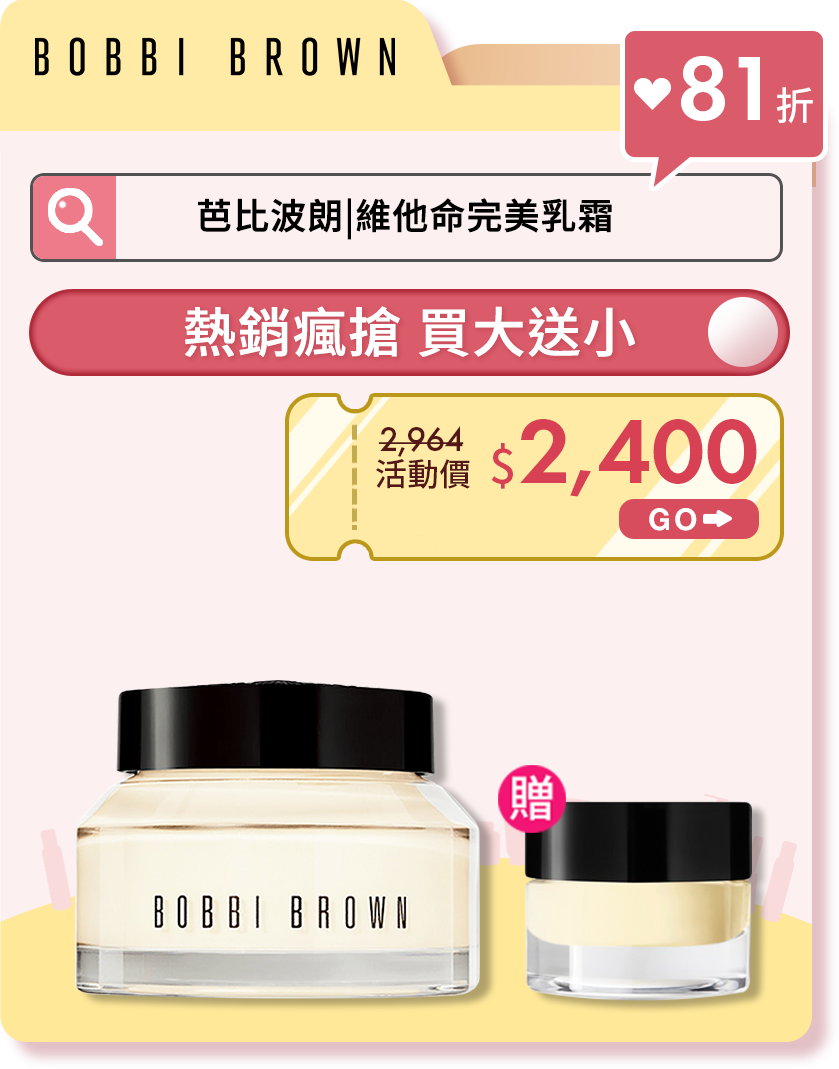 BOBBI BROWN
81折
芭比波朗|維他命完美乳霜
熱銷瘋搶 買大送小
2,964
活動價 $2,400
GO
贈
BOBBI BROWN